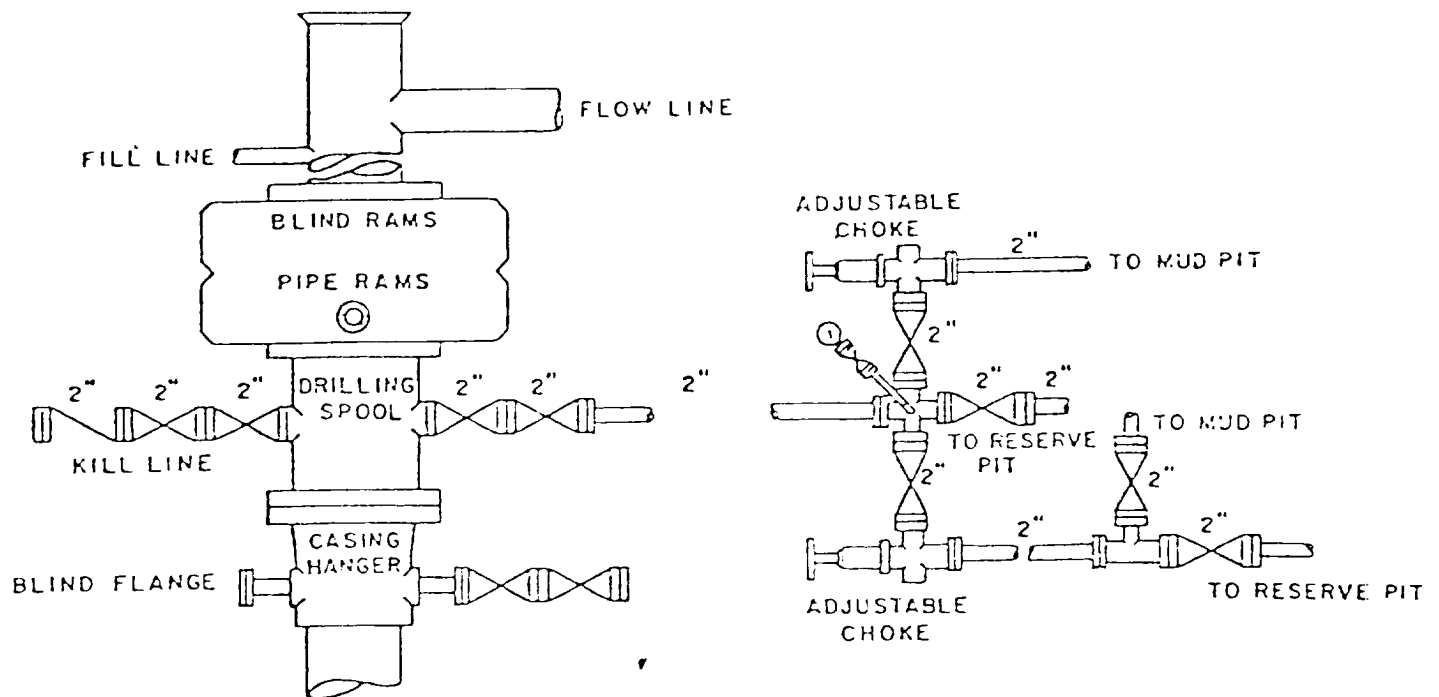 FLOW LINE
FILL LINE
BLIND RAMS
PIPE RAMS
2" 2" 2"
DRILLING
SPOOL
2" 2" 2"
KILL LINE
CASING
HANGER
BLIND FLANGE
ADJUSTABLE
CHOKE
2"
TO MUD PIT
2"
2" 2"
TO RESERVE
PIT
TO MUD PIT
2"
2"
2"
2"
TO RESERVE PIT
ADJUSTABLE
CHOKE